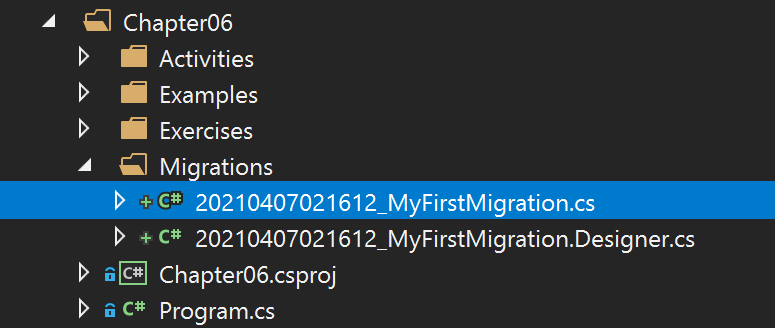 Chapter06
Activities
Examples
Exercises
Migrations
C# 20210407021612_MyFirstMigration.cs
C# 20210407021612_MyFirstMigration.Designer.cs
C# Chapter06.csproj
C# Program.cs